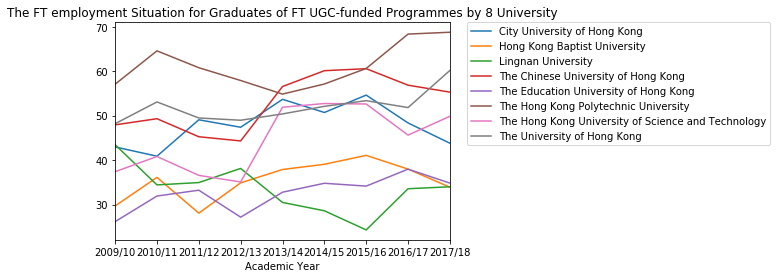 The FT employment Situation for Graduates of FT UGC-funded Programmes by 8 University
70
60
50
40
30
2009/10 2010/11 2011/12 2012/13 2013/14 2014/15 2015/16 2016/17 2017/18
Academic Year
City University of Hong Kong
Hong Kong Baptist University
Lingnan University
The Chinese University of Hong Kong
The Education University of Hong Kong
The Hong Kong Polytechnic University
The Hong Kong University of Science and Technology
The University of Hong Kong